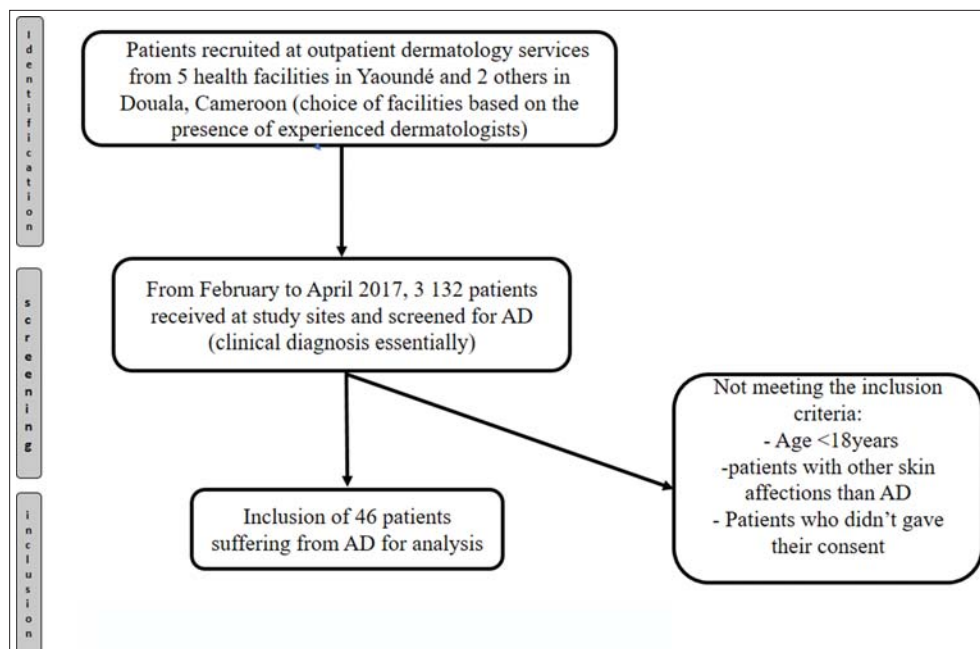 Identification
Patients recruited at outpatient dermatology services
from 5 health facilities in Yaoundé and 2 others in
Douala, Cameroon (choice of facilities based on the
presence of experienced dermatologists)
screening
From February to April 2017, 3 132 patients
received at study sites and screened for AD
(clinical diagnosis essentially)
Not meeting the inclusion
criteria:
- Age <18years
-patients with other skin
affections than AD
- Patients who didn’t gave
their consent
inclusion
Inclusion of 46 patients
suffering from AD for analysis